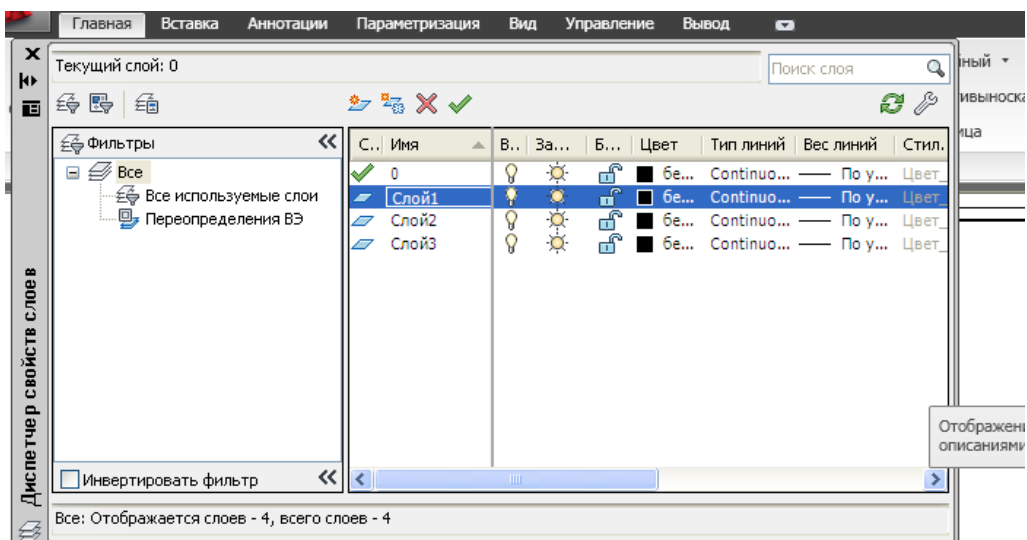 Главная Вставка Аннотации Параметризация Вид Управление Вывод
Текущий слой: 0
Поиск слоя
Фильтры
Все
Все используемые слои
Переопределения ВЭ
Инвертировать фильтр
С.. Имя В.. За... Б... Цвет Тип линий Вес линий Стил.
0 бе... Continuo... По у... Цвет_
Слой1 бе... Continuo... По у... Цвет_
Слой2 бе... Continuo... По у... Цвет_
Слой3 бе... Continuo... По у... Цвет_
Все: Отображается слоев - 4, всего слоев - 4
Диспетчер свойств слоев
описаниями